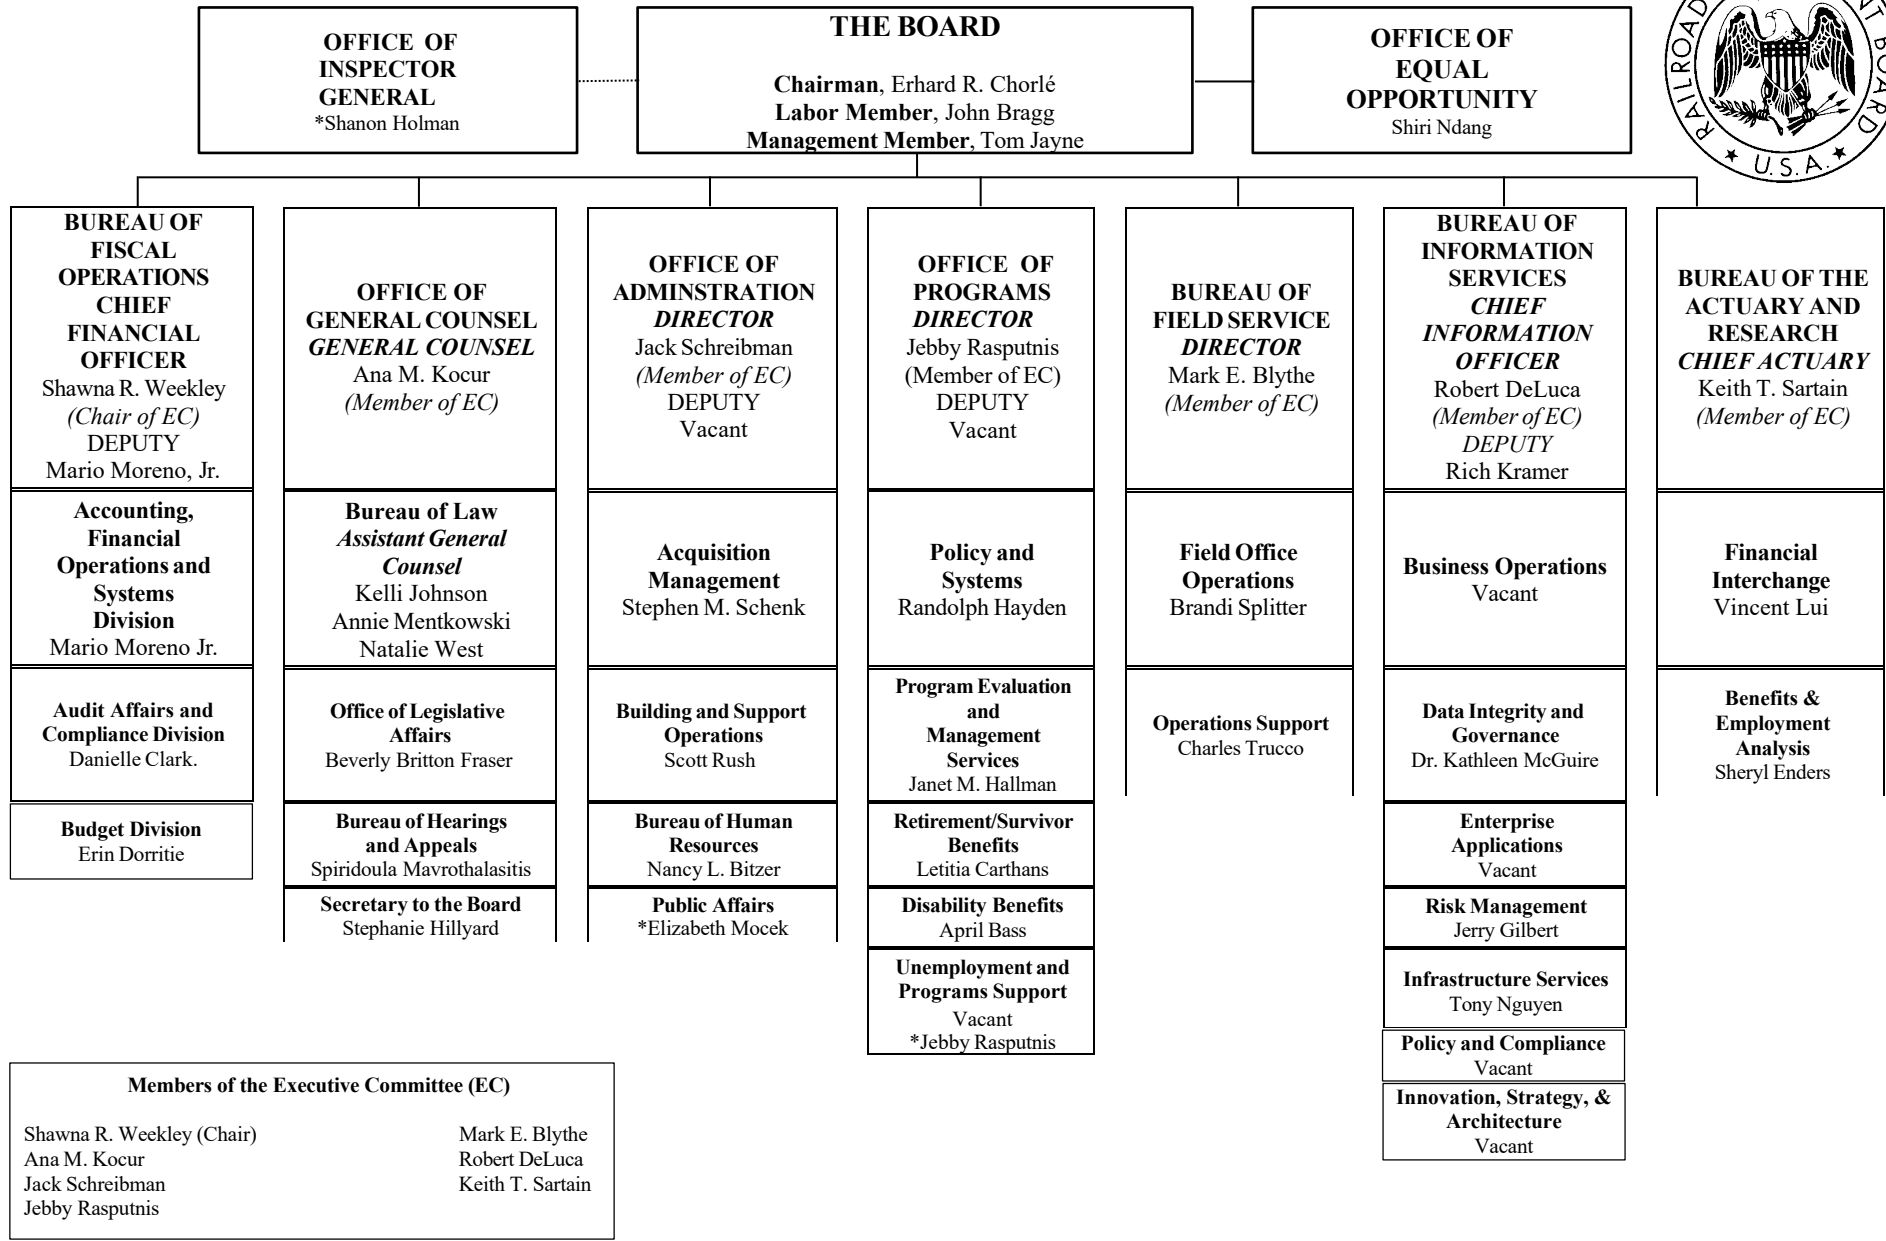 OFFICE OF
INSPECTOR
GENERAL
*Shanon Holman
THE BOARD
Chairman, Erhard R. Chorlé
Labor Member, John Bragg
Management Member, Tom Jayne
OFFICE OF
EQUAL
OPPORTUNITY
Shiri Ndang
RAILROAD
BOARD
U.S.A.
BUREAU OF
FISCAL
OPERATIONS
CHIEF
FINANCIAL
OFFICER
Shawna R. Weekley
(Chair of EC)
DEPUTY
Mario Moreno, Jr.
Accounting,
Financial
Operations and
Systems
Division
Mario Moreno Jr.
Audit Affairs and
Compliance Division
Danielle Clark.
Budget Division
Erin Dorritie
OFFICE OF
GENERAL COUNSEL
GENERAL COUNSEL
Ana M. Kocur
(Member of EC)
Bureau of Law
Assistant General
Counsel
Kelli Johnson
Annie Mentkowski
Natalie West
Office of Legislative
Affairs
Beverly Britton Fraser
Bureau of Hearings
and Appeals
Spiridoula Mavrothalasitis
Secretary to the Board
Stephanie Hillyard
OFFICE OF
ADMINSTRATION
DIRECTOR
Jack Schreibman
(Member of EC)
DEPUTY
Vacant
Acquisition
Management
Stephen M. Schenk
Building and Support
Operations
Scott Rush
Bureau of Human
Resources
Nancy L. Bitzer
Public Affairs
*Elizabeth Mocek
OFFICE OF
PROGRAMS
DIRECTOR
Jebby Rasputnis
(Member of EC)
DEPUTY
Vacant
Policy and
Systems
Randolph Hayden
Program Evaluation
and
Management
Services
Janet M. Hallman
Retirement/Survivor
Benefits
Letitia Carthans
Disability Benefits
April Bass
Unemployment and
Programs Support
Vacant
*Jebby Rasputnis
BUREAU OF
FIELD SERVICE
DIRECTOR
Mark E. Blythe
(Member of EC)
Field Office
Operations
Brandi Splitter
Operations Support
Charles Trucco
BUREAU OF
INFORMATION
SERVICES
CHIEF
INFORMATION
OFFICER
Robert DeLuca
(Member of EC)
DEPUTY
Rich Kramer
Business Operations
Vacant
Data Integrity and
Governance
Dr. Kathleen McGuire
Enterprise
Applications
Vacant
Risk Management
Jerry Gilbert
Infrastructure Services
Tony Nguyen
Policy and Compliance
Vacant
Innovation, Strategy, &
Architecture
Vacant
BUREAU OF THE
ACTUARY AND
RESEARCH
CHIEF ACTUARY
Keith T. Sartain
(Member of EC)
Financial
Interchange
Vincent Lui
Benefits &
Employment
Analysis
Sheryl Enders
Members of the Executive Committee (EC)
Shawna R. Weekley (Chair)
Ana M. Kocur
Jack Schreibman
Jebby Rasputnis
Mark E. Blythe
Robert DeLuca
Keith T. Sartain